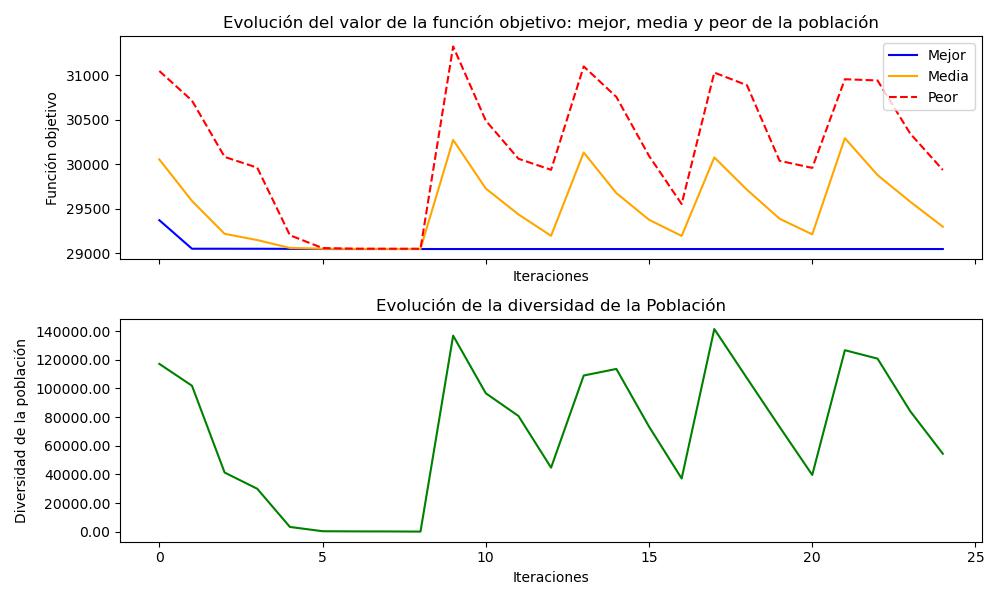 Evolución del valor de la función objetivo: mejor, media y peor de la población
Función objetivo
31000
30500
30000
29500
29000
Mejor
Media
Peor
Iteraciones
Evolución de la diversidad de la Población
Diversidad de la población
140000.00
120000.00
100000.00
80000.00
60000.00
40000.00
20000.00
0.00
0 5 10 15 20 25
Iteraciones